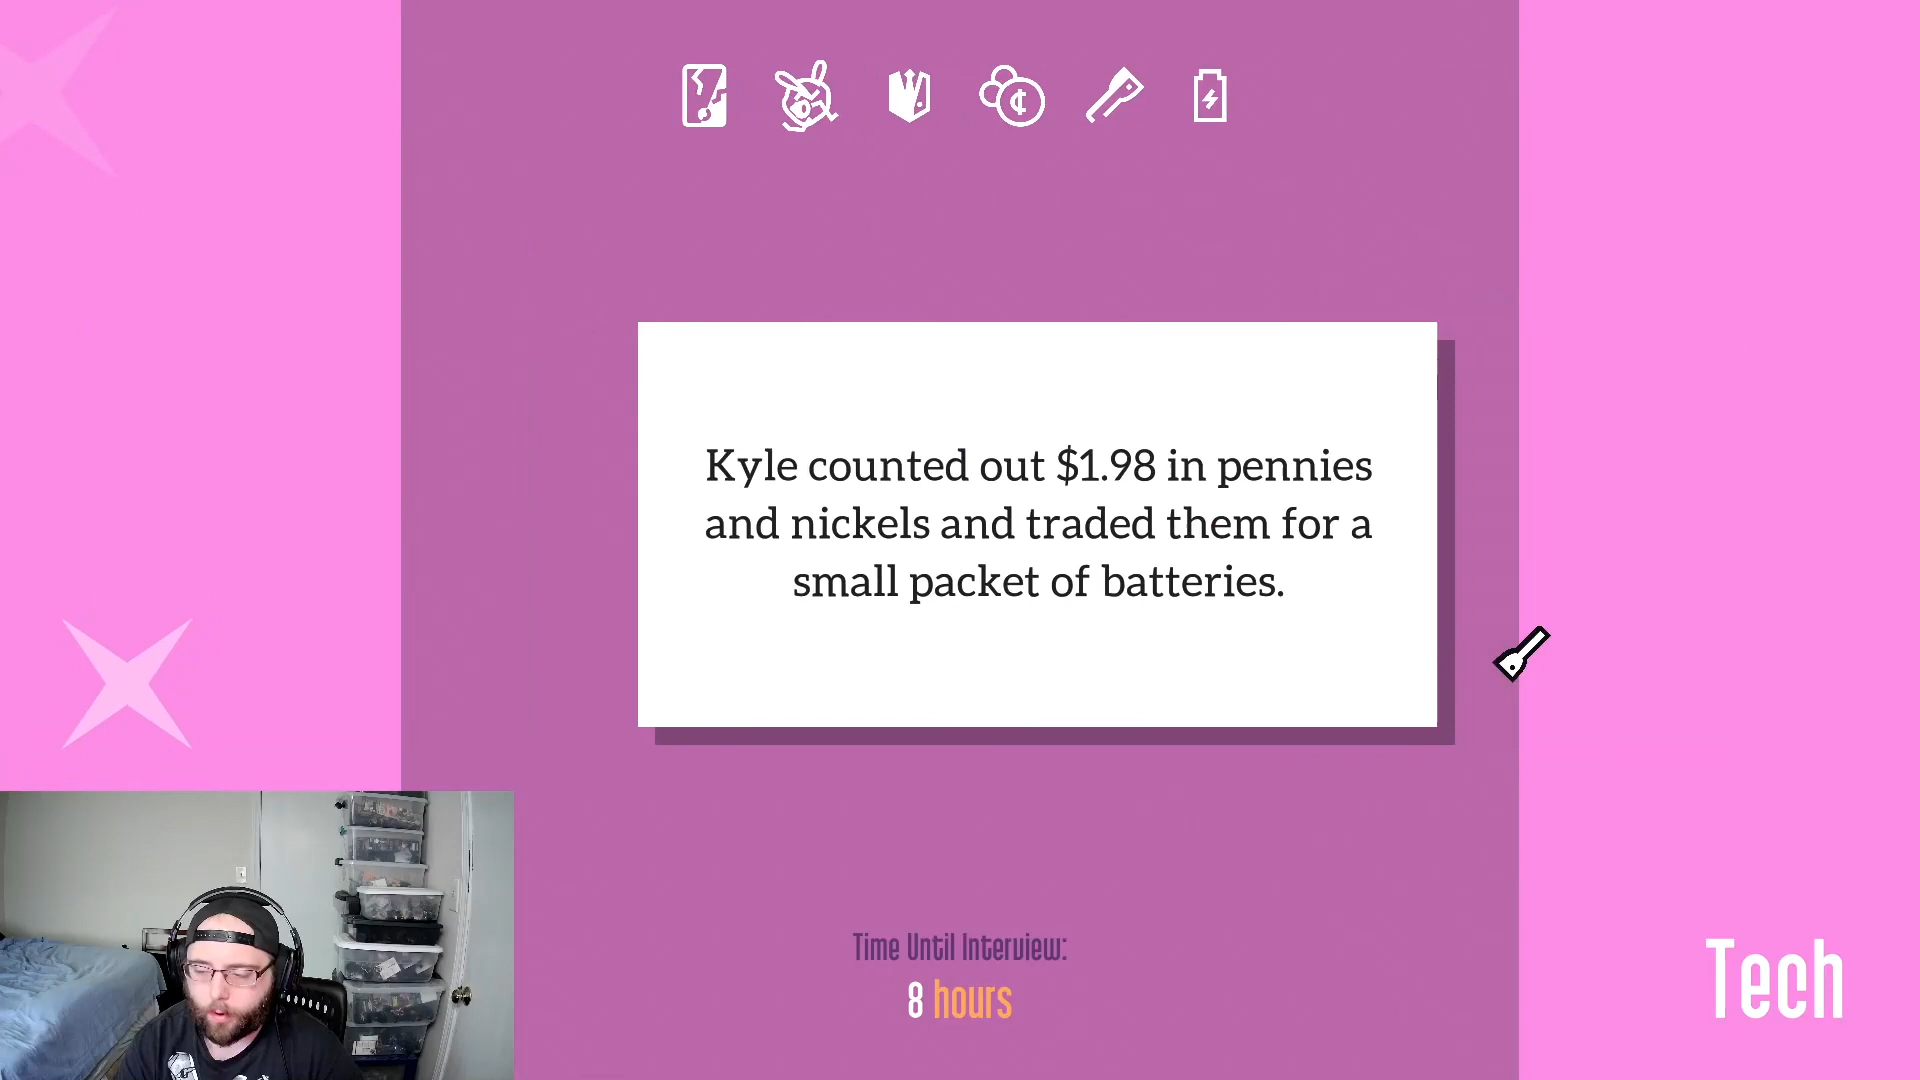 Kyle counted out $1.98 in pennies
and nickels and traded them for a
small packet of batteries.
Time Until Interview:
8 hours
Tech